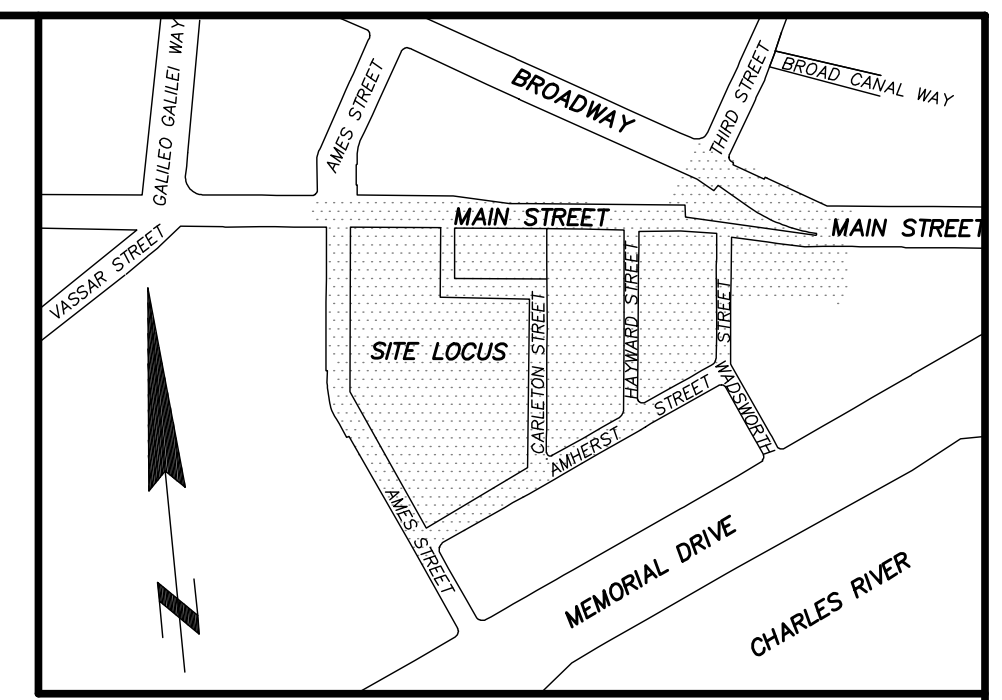 GALILEO GALILEI WAY
AMES STREET
BROADWAY
THIRD STREET
BROAD CANAL WAY
MAIN STREET
MAIN STREET
VASSAR STREET
SITE LOCUS
CARLETON STREET
HAYWARD STREET
WADSWORTH STREET
AMHERST STREET
AMES STREET
MEMORIAL DRIVE
CHARLES RIVER
N